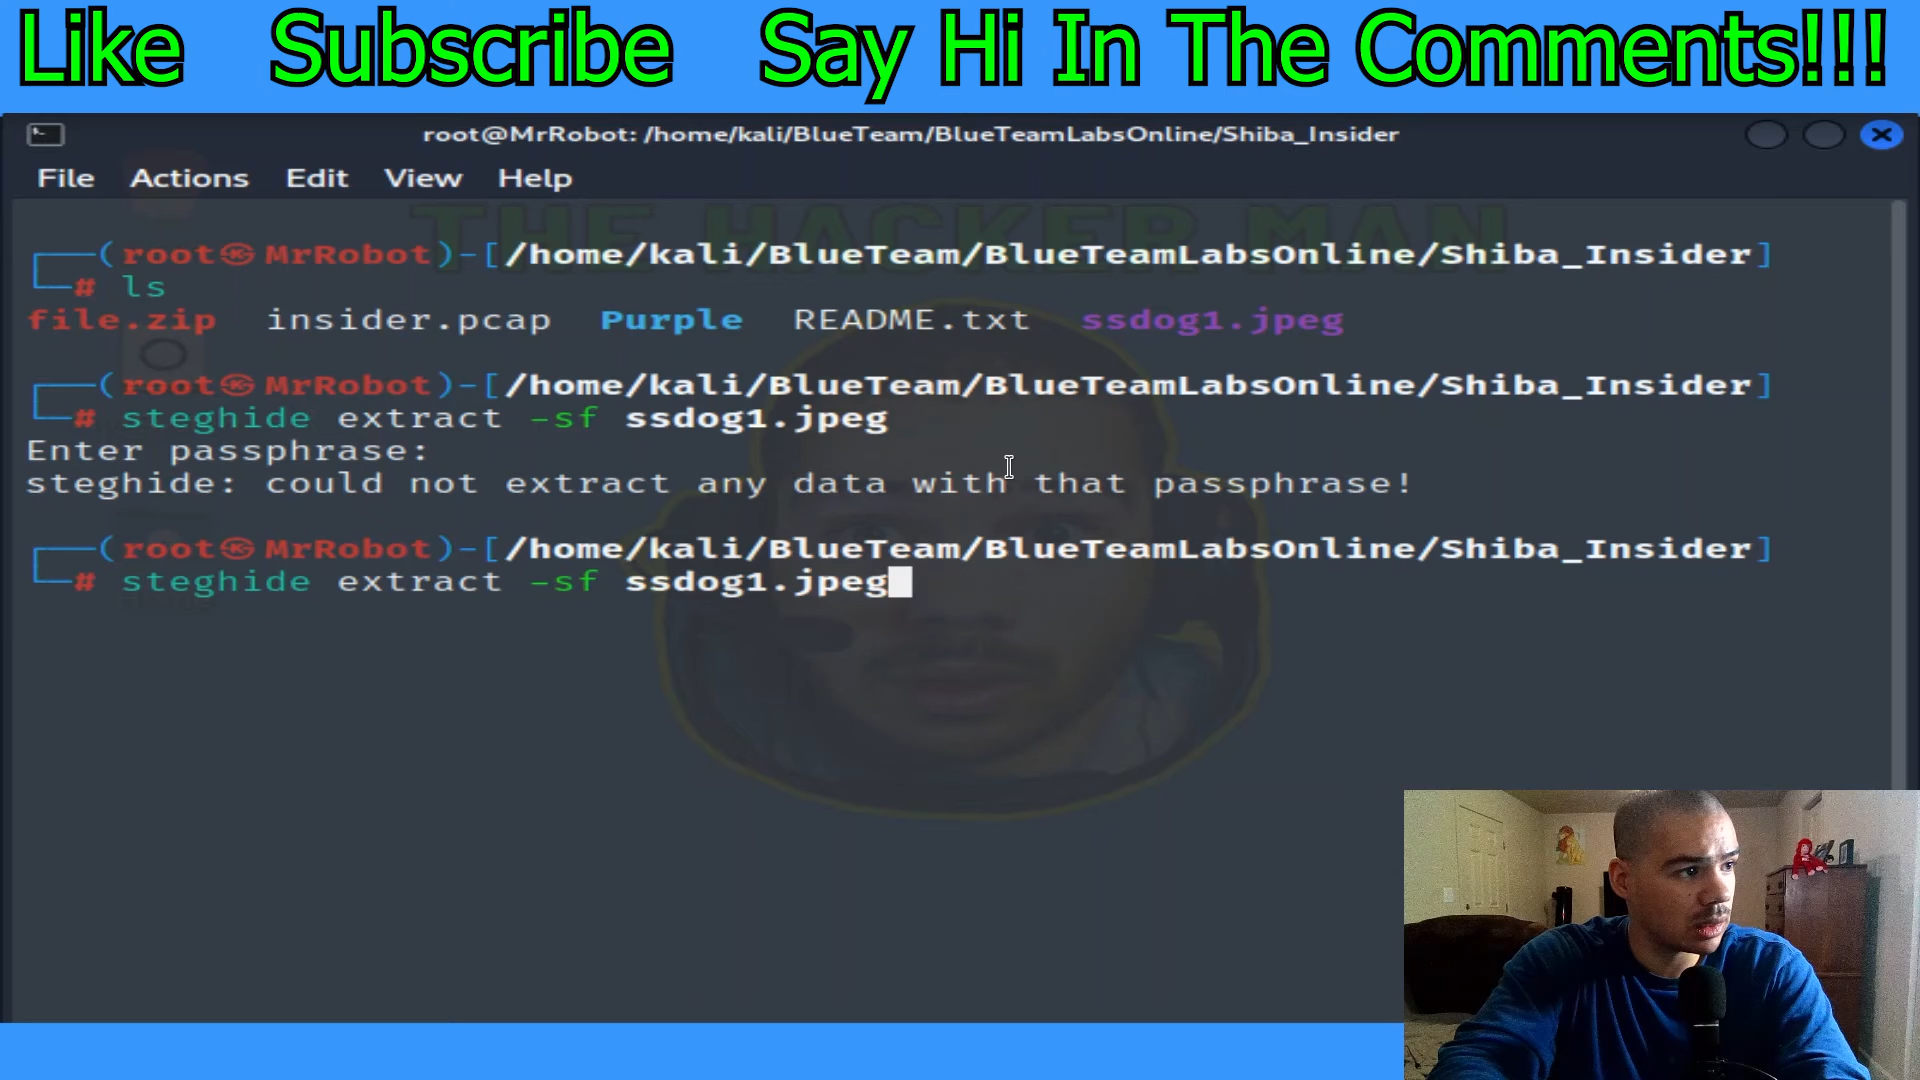 Like Subscribe Say Hi In The Comments!!!
root@MrRobot: /home/kali/BlueTeam/BlueTeamLabsOnline/Shiba_Insider
File Actions Edit View Help
THE HACKER MAN
┌──(root㉿MrRobot)-[/home/kali/BlueTeam/BlueTeamLabsOnline/Shiba_Insider]
└─# ls
file.zip insider.pcap Purple README.txt ssdog1.jpeg
┌──(root㉿MrRobot)-[/home/kali/BlueTeam/BlueTeamLabsOnline/Shiba_Insider]
└─# steghide extract -sf ssdog1.jpeg
Enter passphrase:
steghide: could not extract any data with that passphrase!
┌──(root㉿MrRobot)-[/home/kali/BlueTeam/BlueTeamLabsOnline/Shiba_Insider]
└─# steghide extract -sf ssdog1.jpeg